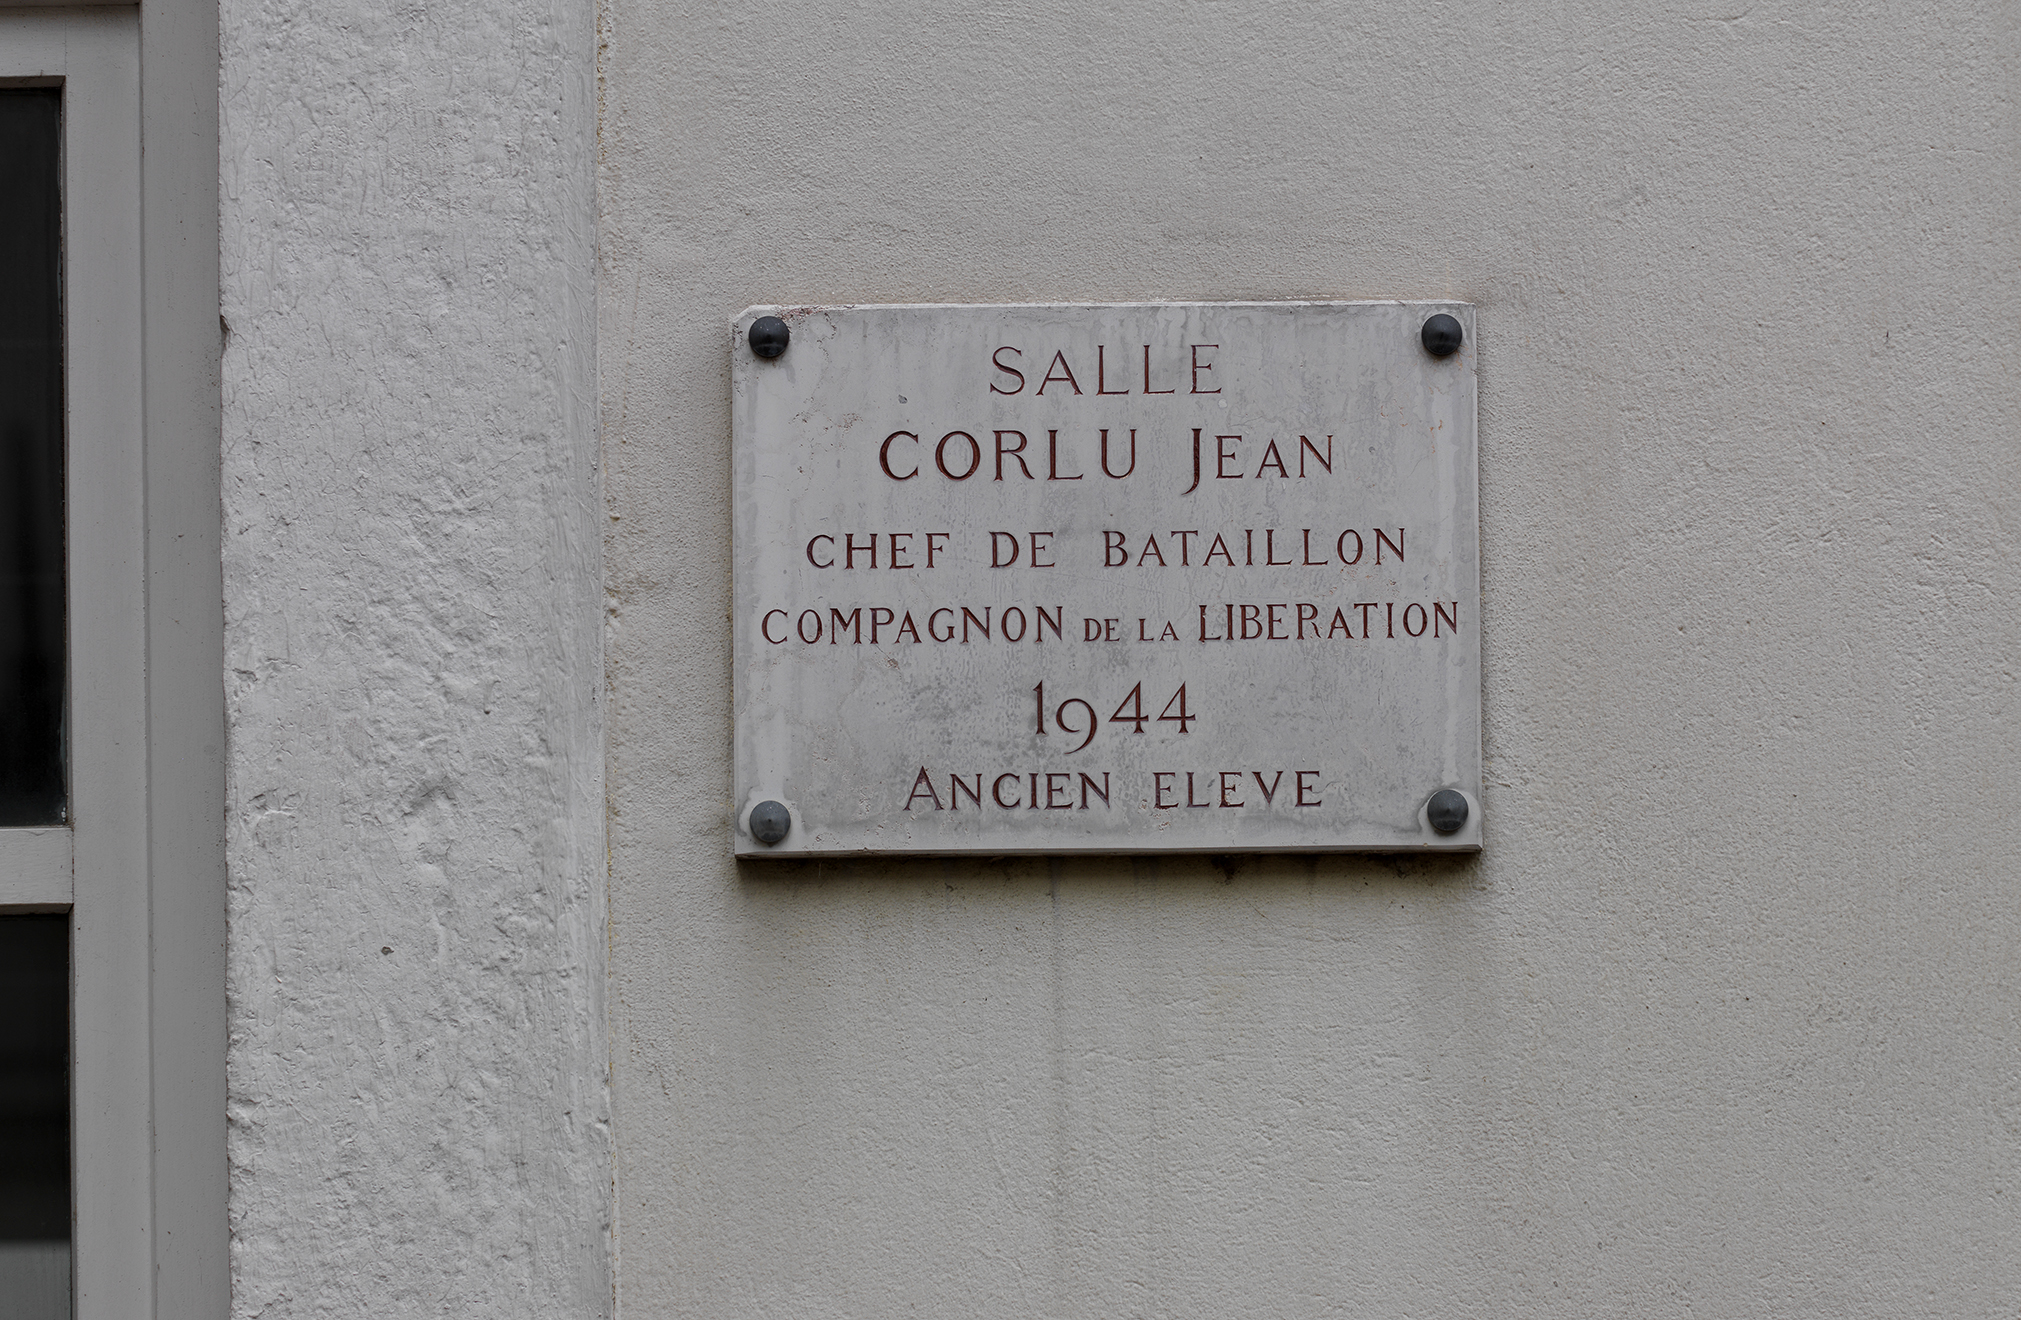 SALLE
CORLU JEAN
CHEF DE BATAILLON
COMPAGNON DE LA LIBERATION
1944
ANCIEN ELEVE